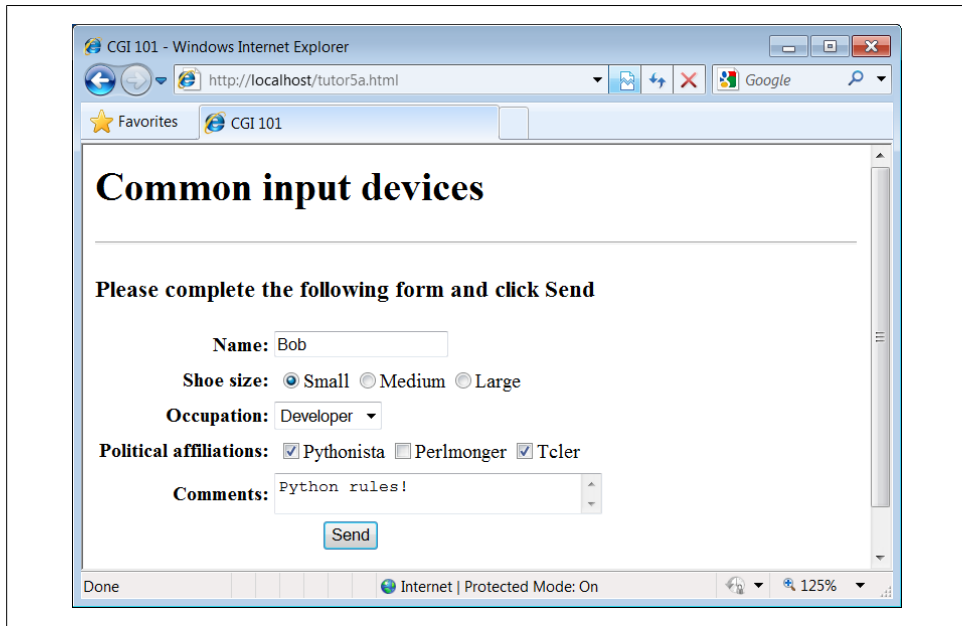 CGI 101 - Windows Internet Explorer
http://localhost/tutor5a.html
Google
Favorites
CGI 101
Common input devices
Please complete the following form and click Send
Name: Bob
Shoe size: Small Medium Large
Occupation: Developer
Political affiliations: Pythonista Perlmonger Tcler
Comments: Python rules!
Send
Done
Internet | Protected Mode: On
125%